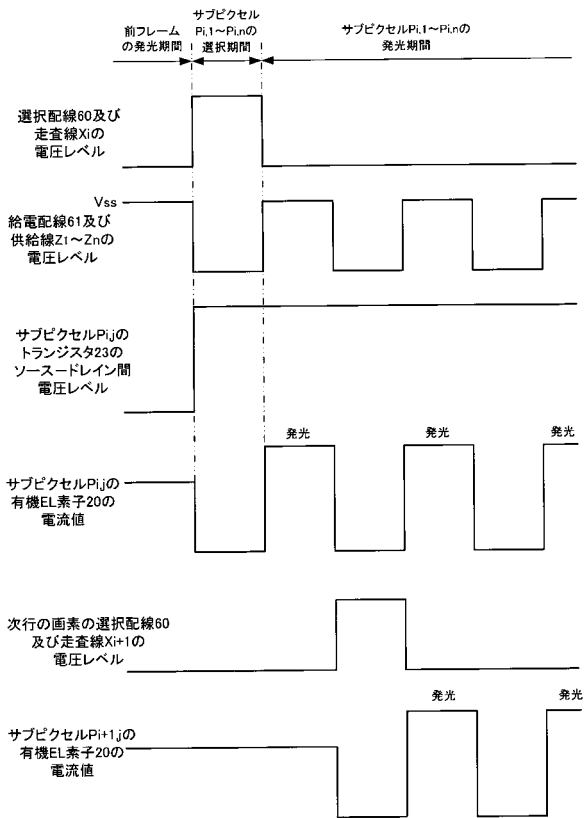 前フレーム
の発光期間
サブピクセル
Pi,1～Pi,nの
選択期間
サブピクセルPi,1～Pi,nの
発光期間
選択配線60及び
走査線Xiの
電圧レベル
Vss
給電配線61及び
供給線Z1～Znの
電圧レベル
サブピクセルPi,jの
トランジスタ23の
ソースードレイン間
電圧レベル
発光
発光
発光
サブピクセルPi,jの
有機EL素子20の
電流値
次行の画素の選択配線60
及び走査線Xi+1の
電圧レベル
発光
発光
サブピクセルPi+1,jの
有機EL素子20の
電流値